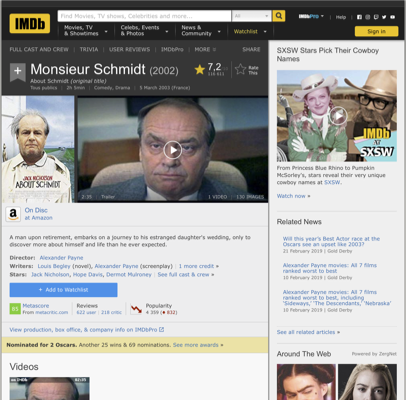 IMDb
Find Movies, TV shows, Celebrities and more...
All
IMDbPro
Help
Movies, TV
& Showtimes
Celebs, Events
& Photos
News &
Community
Watchlist
Sign in
FULL CAST AND CREW | TRIVIA | USER REVIEWS | IMDbPro | MORE
SHARE
Monsieur Schmidt (2002)
About Schmidt (original title)
Tous publics | 2h 5min | Comedy, Drama | 5 March 2003 (France)
7,2
Rate
This
JACK NICHOLSON
ABOUT SCHMIDT
2:35 | Trailer
1 VIDEO | 130 IMAGES
On Disc
at Amazon
A man upon retirement, embarks on a journey to his estranged daughter's wedding, only to
discover more about himself and life than he ever expected.
Director: Alexander Payne
Writers: Louis Begley (novel), Alexander Payne (screenplay) | 1 more credit »
Stars: Jack Nicholson, Hope Davis, Dermot Mulroney | See full cast & crew »
+ Add to Watchlist
Metascore
From metacritic.com
Reviews
622 user | 218 critic
Popularity
4 359
View production, box office, & company info on IMDbPro
Nominated for 2 Oscars. Another 25 wins & 69 nominations. See more awards »
Videos
SXSW Stars Pick Their Cowboy
Names
IMDb
AT
SXSW
From Princess Blue Rhino to Pumpkin
McSorley's, stars reveal their very
unique cowboy names at SXSW.
Watch now »
Related News
Will this year's Best Actor race at the
Oscars see an upset like 2003?
21 February 2019 | Gold Derby
Alexander Payne movies: All 7 films
ranked worst to best
15 February 2019 | Gold Derby
Alexander Payne movies: All 7 films
ranked worst to best, including
'Sideways,' 'The Descendants,' 'Nebraska'
15 February 2019 | Gold Derby
See all related articles »
Around The Web
Powered by ZergNet